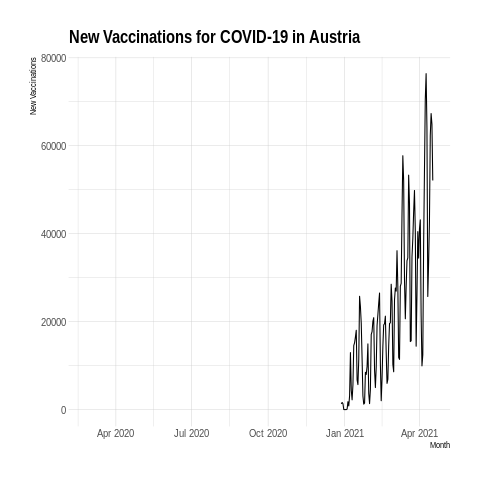 New Vaccinations for COVID-19 in Austria
New Vaccinations
80000
60000
40000
20000
0
Apr 2020
Jul 2020
Oct 2020
Jan 2021
Apr 2021
Month